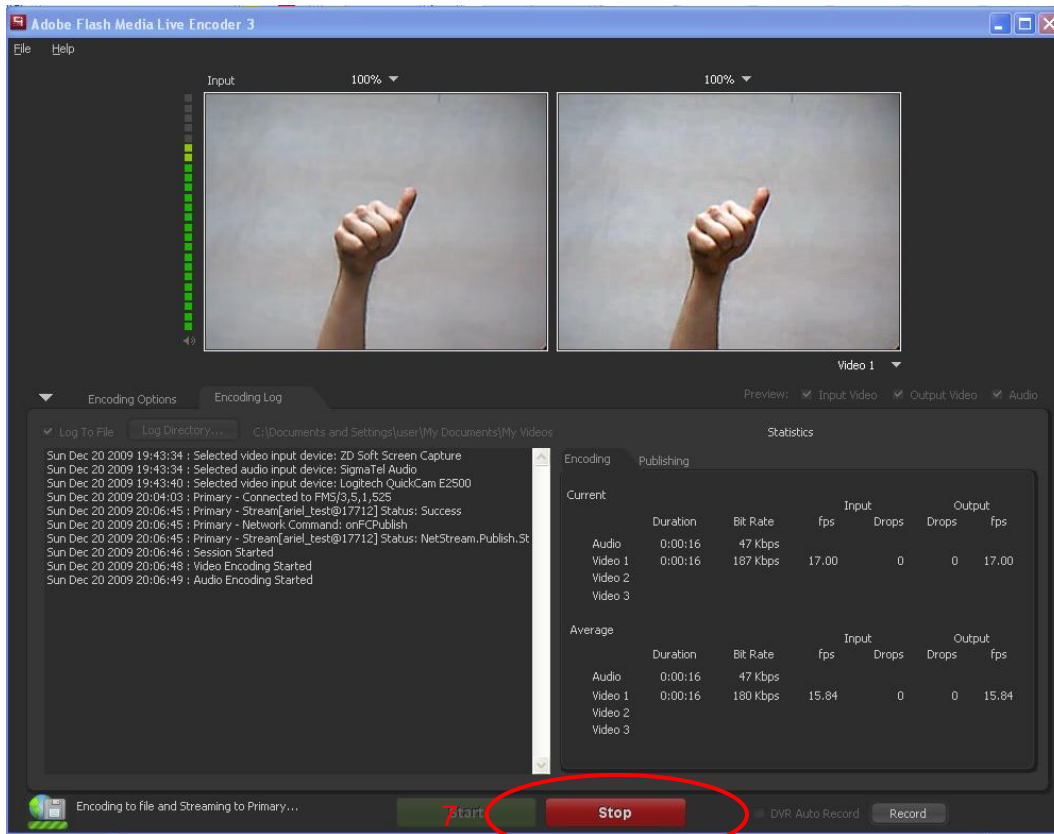 Adobe Flash Media Live Encoder 3
File Help
Input 100% 100%
Video 1
Encoding Options Encoding Log Preview: Input Video Output Video Audio
Log To File Log Directory... C:\Documents and Settings\user\My Documents\My Videos Statistics
Sun Dec 20 2009 19:43:34 : Selected video input device: ZD Soft Screen Capture
Sun Dec 20 2009 19:43:34 : Selected audio input device: SigmaTel Audio
Sun Dec 20 2009 19:43:40 : Selected video input device: Logitech QuickCam E2500
Sun Dec 20 2009 20:04:03 : Primary - Connected to FMS/3,5,1,525
Sun Dec 20 2009 20:06:45 : Primary - Stream[ariel_test@17712] Status: Success
Sun Dec 20 2009 20:06:45 : Primary - Network Command: onFCPublish
Sun Dec 20 2009 20:06:45 : Primary - Stream[ariel_test@17712] Status: NetStream.Publish.St
Sun Dec 20 2009 20:06:46 : Session Started
Sun Dec 20 2009 20:06:48 : Video Encoding Started
Sun Dec 20 2009 20:06:49 : Audio Encoding Started
Encoding Publishing
Current
Input Output
Duration Bit Rate fps Drops Drops fps
Audio 0:00:16 47 Kbps
Video 1 0:00:16 187 Kbps 17.00 0 0 17.00
Video 2
Video 3
Average
Input Output
Duration Bit Rate fps Drops Drops fps
Audio 0:00:16 47 Kbps
Video 1 0:00:16 180 Kbps 15.84 0 0 15.84
Video 2
Video 3
Encoding to file and Streaming to Primary... 7 Start Stop DVR Auto Record Record